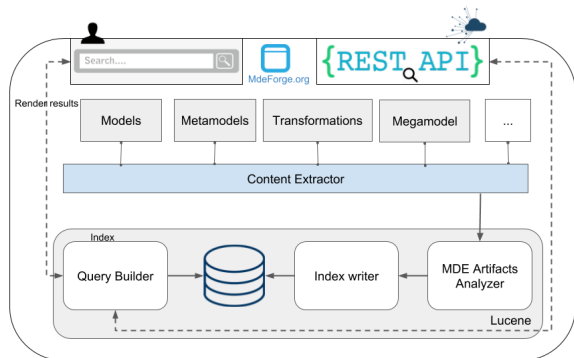 Search....
MdeForge.org
{REST API}
Render results
Models
Metamodels
Transformations
Megamodel
...
Content Extractor
Index
Query Builder
Index writer
MDE Artifacts
Analyzer
Lucene